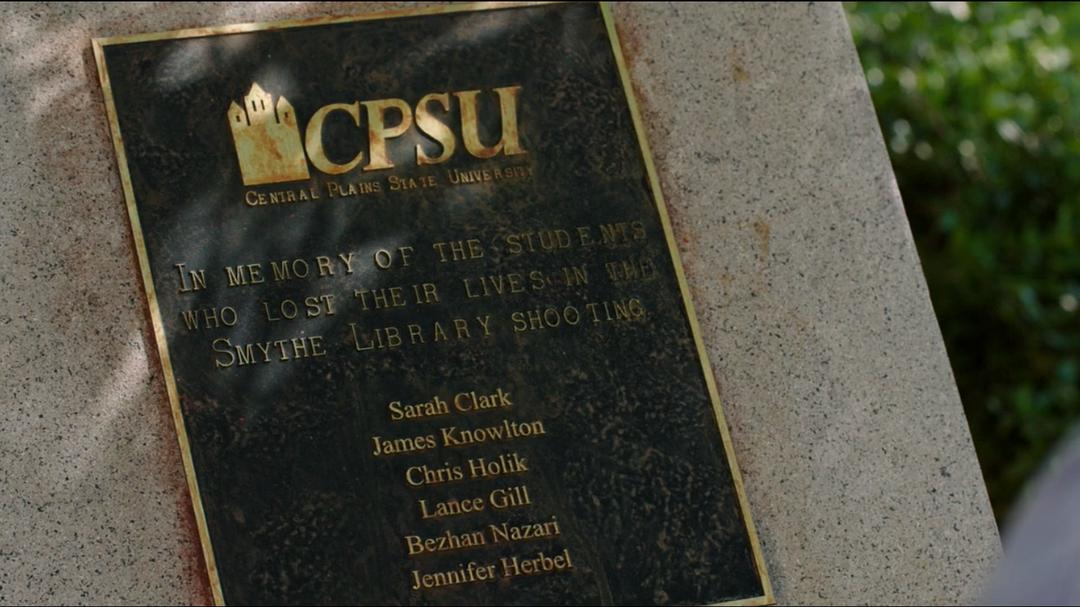 CPSU
Central Plains State University
In memory of the students
who lost their lives in the
Smythe Library shooting
Sarah Clark
James Knowlton
Chris Holik
Lance Gill
Bezhan Nazari
Jennifer Herbel